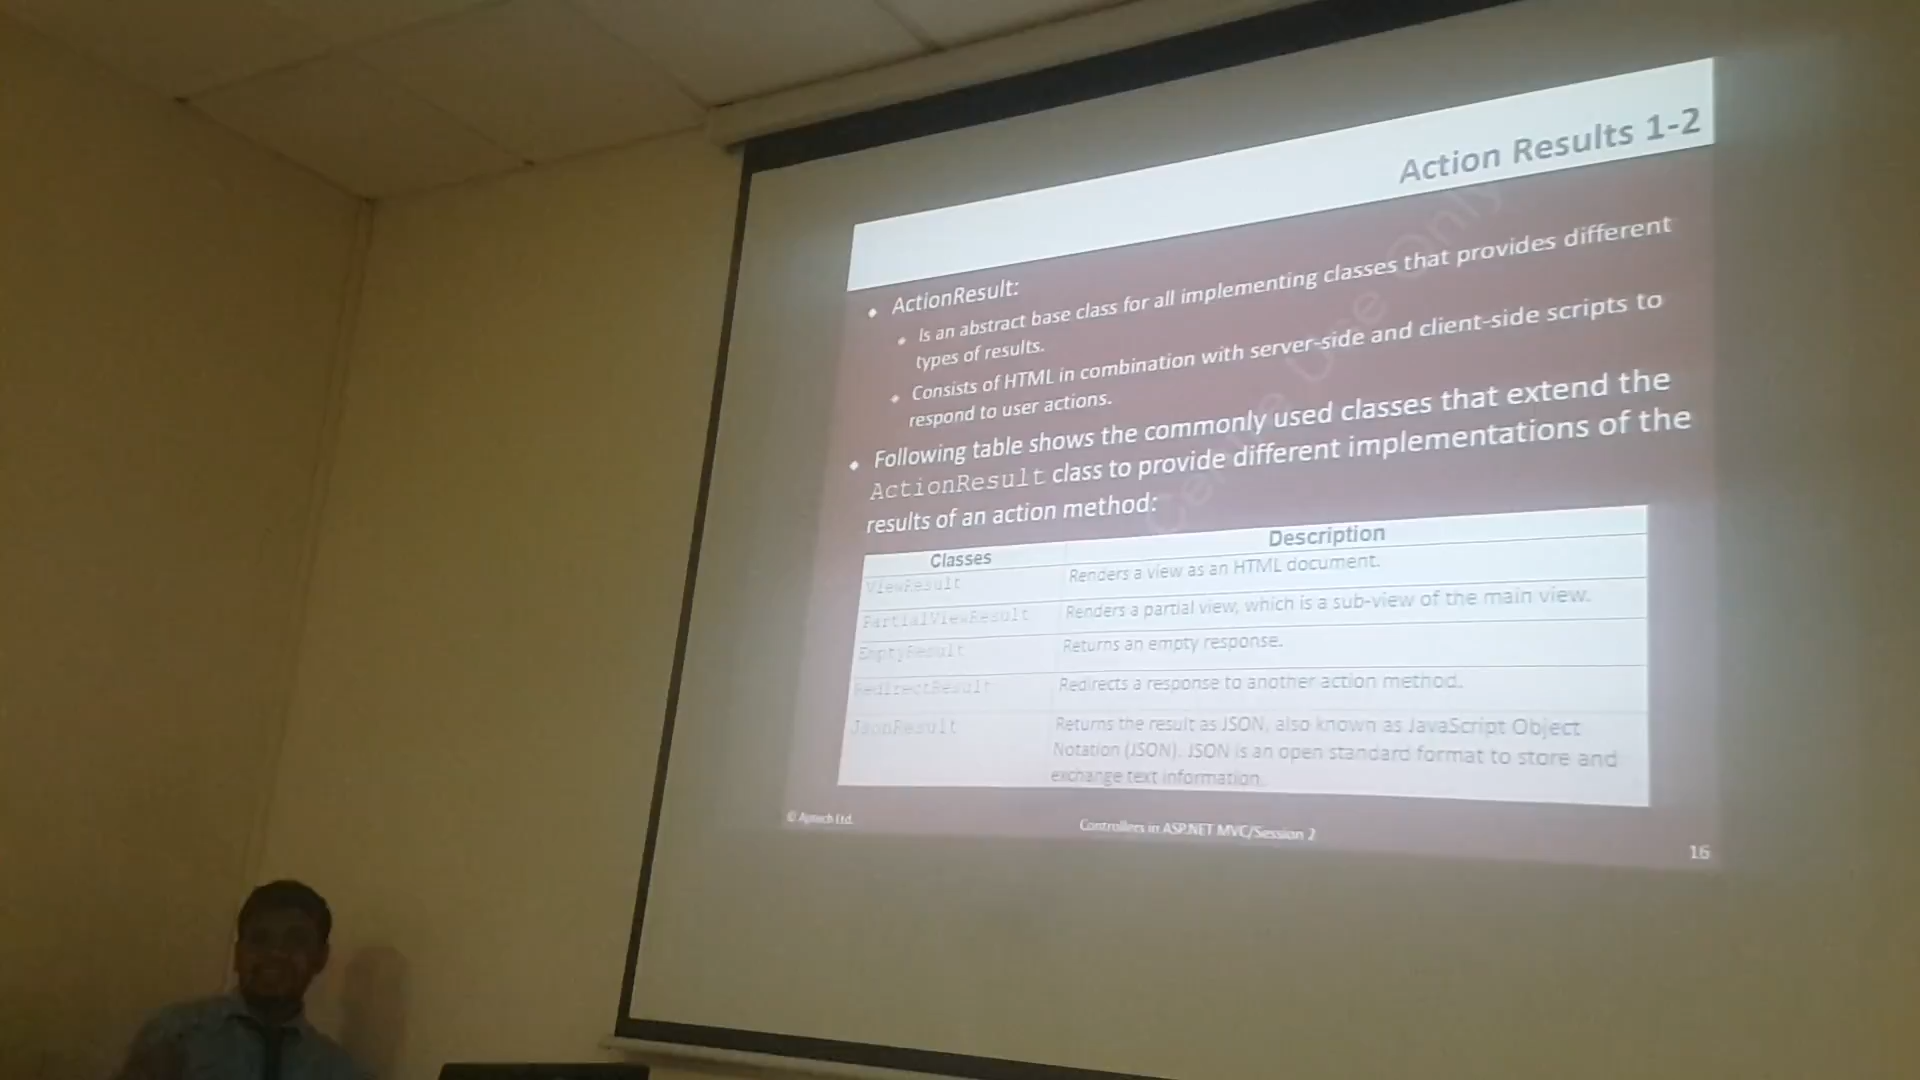 Action Results 1-2
ActionResult:
Is an abstract base class for all implementing classes that provides different
types of results.
Consists of HTML in combination with server-side and client-side scripts to
respond to user actions.
Following table shows the commonly used classes that extend the
ActionResult class to provide different implementations of the
results of an action method:
Classes Description
ViewResult Renders a view as an HTML document.
PartialViewResult Renders a partial view, which is a sub-view of the main view.
EmptyResult Returns an empty response.
RedirectResult Redirects a response to another action method.
JsonResult Returns the result as JSON, also known as JavaScript Object
Notation (JSON). JSON is an open standard format to store and
exchange text information.
© Aptech Ltd. Controllers in ASP.NET MVC/Session 2 16
Centre Use Only